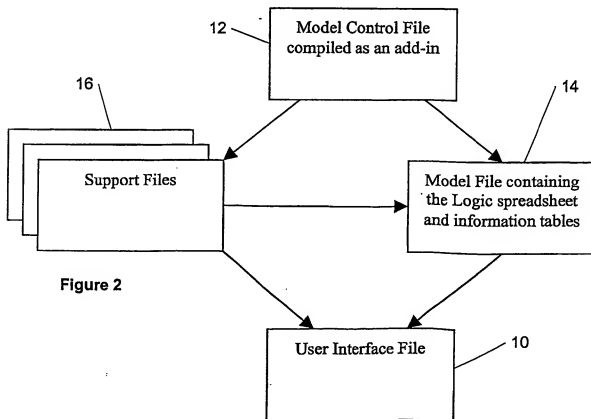 12
Model Control File
compiled as an add-in
16
14
Support Files
Model File containing
the Logic spreadsheet
and information tables
Figure 2
User Interface File
10